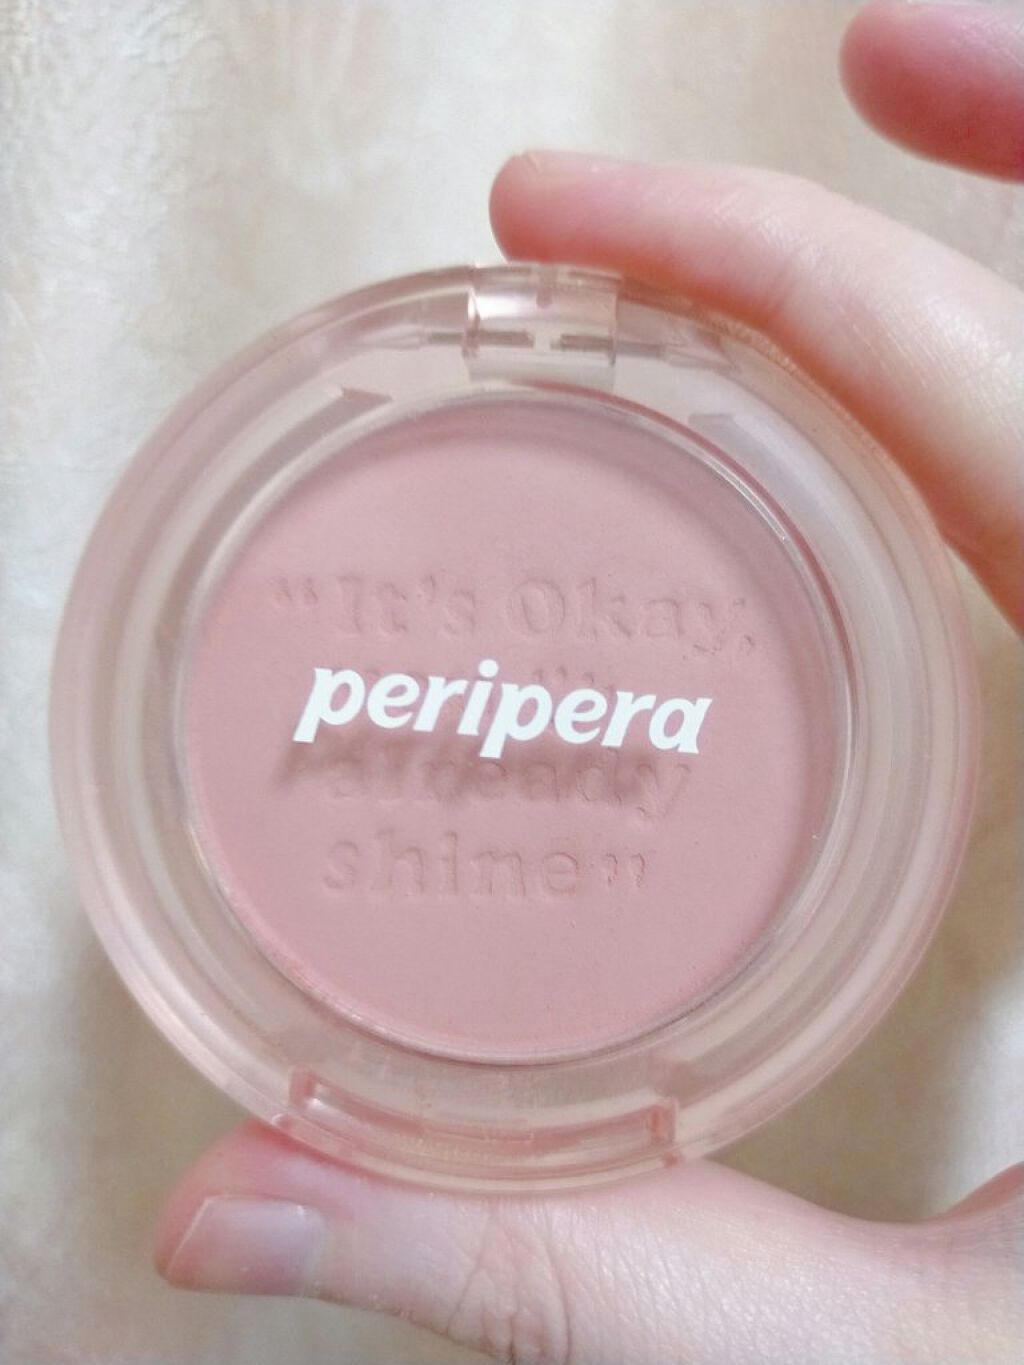 “It's Okay,
peripera
already
shine”